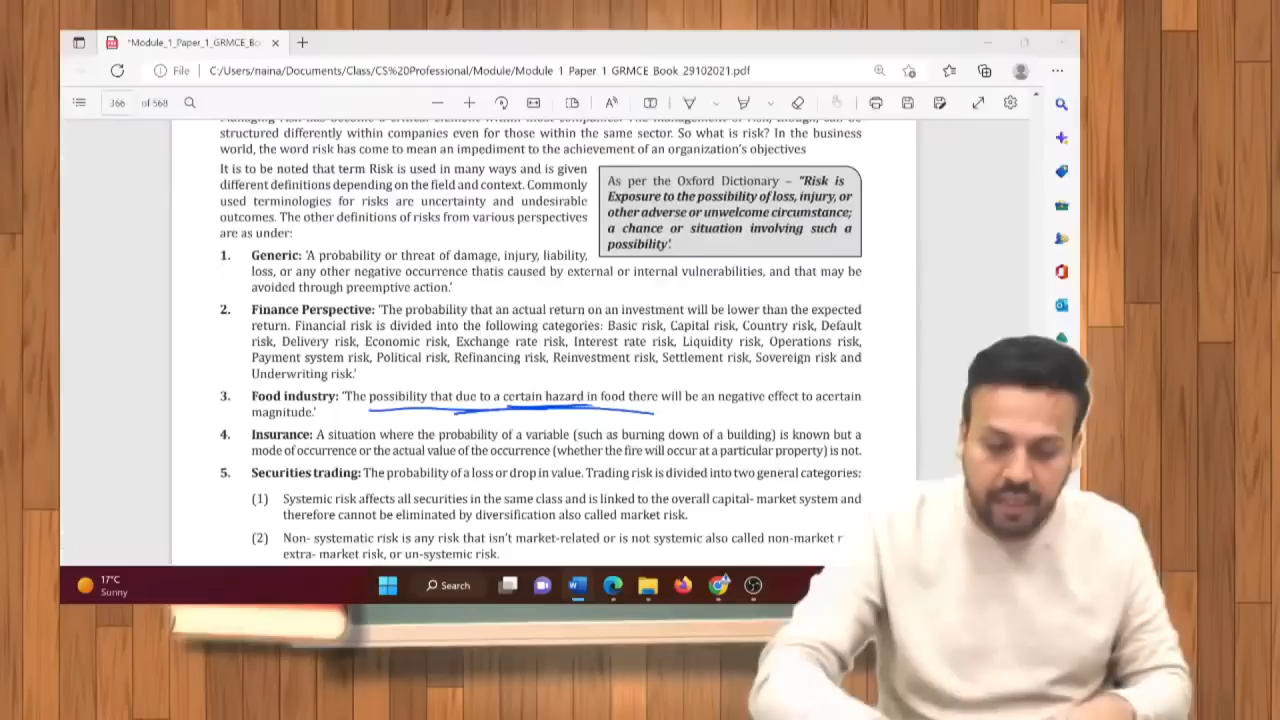 *Module_1_Paper_1_GRMCE_Bo
File C:/Users/naina/Documents/Class/CS%20Professional/Module/Module_1_Paper_1_GRMCE_Book_29102021.pdf
366 of 568
structured differently within companies even for those within the same sector. So what is risk? In the business
world, the word risk has come to mean an impediment to the achievement of an organization's objectives
It is to be noted that term Risk is used in many ways and is given
different definitions depending on the field and context. Commonly
used terminologies for risks are uncertainty and undesirable
outcomes. The other definitions of risks from various perspectives
are as under:
As per the Oxford Dictionary – "Risk is
Exposure to the possibility of loss, injury, or
other adverse or unwelcome circumstance;
a chance or situation involving such a
possibility'.
1. Generic: 'A probability or threat of damage, injury, liability,
loss, or any other negative occurrence thatis caused by external or internal vulnerabilities, and that may be
avoided through preemptive action.'
2. Finance Perspective: 'The probability that an actual return on an investment will be lower than the expected
return. Financial risk is divided into the following categories: Basic risk, Capital risk, Country risk, Default
risk, Delivery risk, Economic risk, Exchange rate risk, Interest rate risk, Liquidity risk, Operations risk,
Payment system risk, Political risk, Refinancing risk, Reinvestment risk, Settlement risk, Sovereign risk and
Underwriting risk.'
3. Food industry: 'The possibility that due to a certain hazard in food there will be an negative effect to acertain
magnitude.'
4. Insurance: A situation where the probability of a variable (such as burning down of a building) is known but a
mode of occurrence or the actual value of the occurrence (whether the fire will occur at a particular property) is not.
5. Securities trading: The probability of a loss or drop in value. Trading risk is divided into two general categories:
(1) Systemic risk affects all securities in the same class and is linked to the overall capital- market system and
therefore cannot be eliminated by diversification also called market risk.
(2) Non- systematic risk is any risk that isn't market-related or is not systemic also called non-market
extra- market risk, or un-systemic risk.
17°C
Sunny
Search